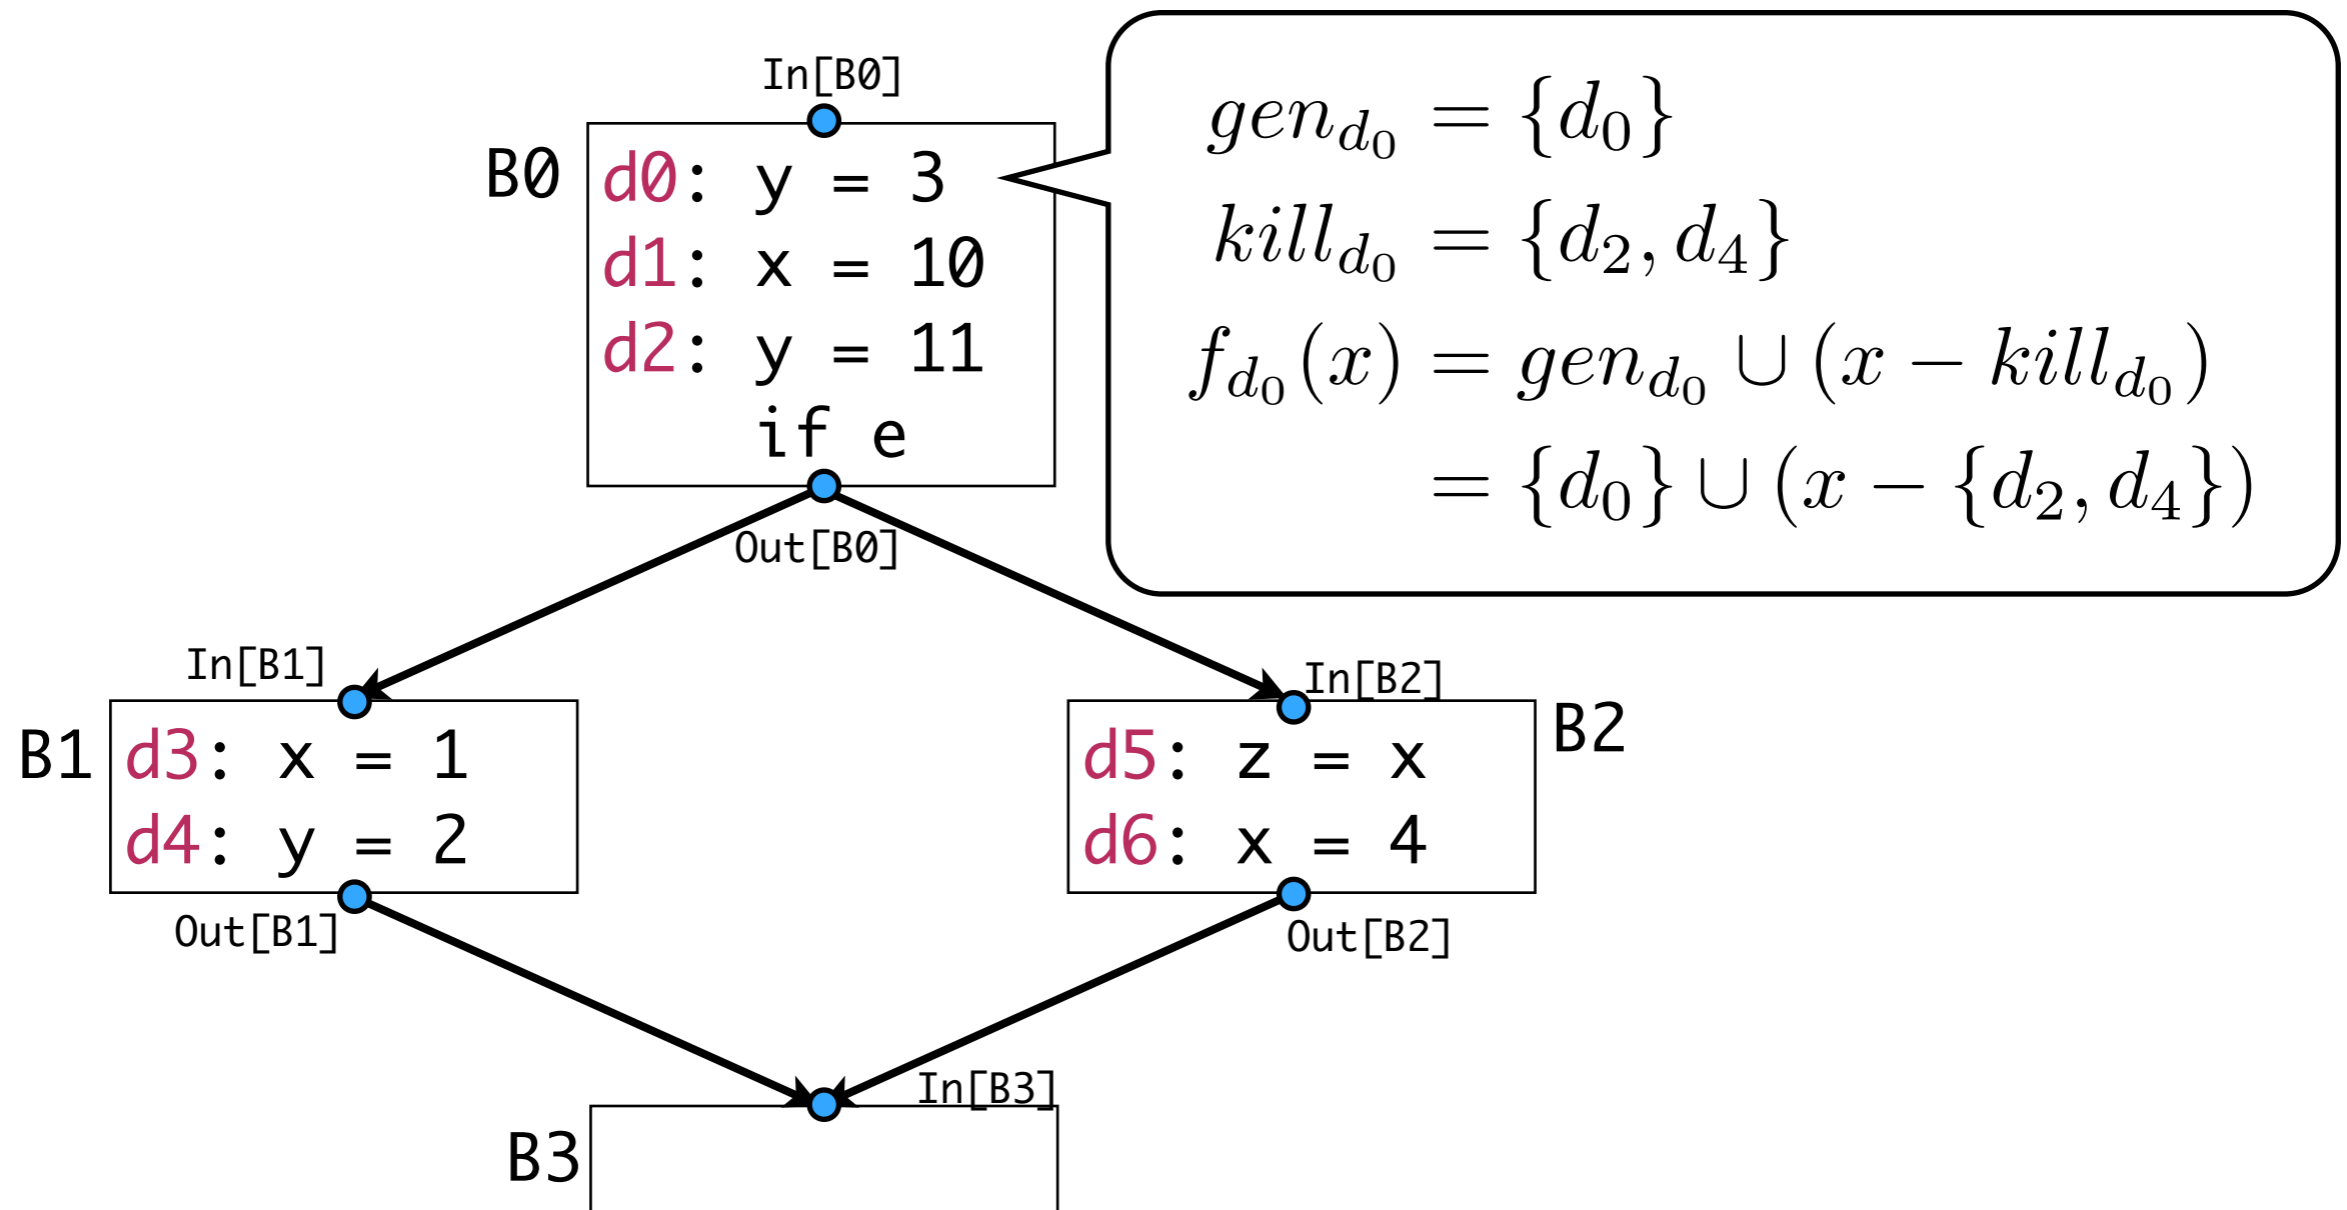 In[B0]
B0
d0: y = 3
d1: x = 10
d2: y = 11
if e
Out[B0]
gen_{d_0} = {d_0}
kill_{d_0} = {d_2, d_4}
f_{d_0}(x) = gen_{d_0} ∪ (x − kill_{d_0})
= {d_0} ∪ (x − {d_2, d_4})
In[B1]
B1
d3: x = 1
d4: y = 2
Out[B1]
In[B2]
B2
d5: z = x
d6: x = 4
Out[B2]
In[B3]
B3